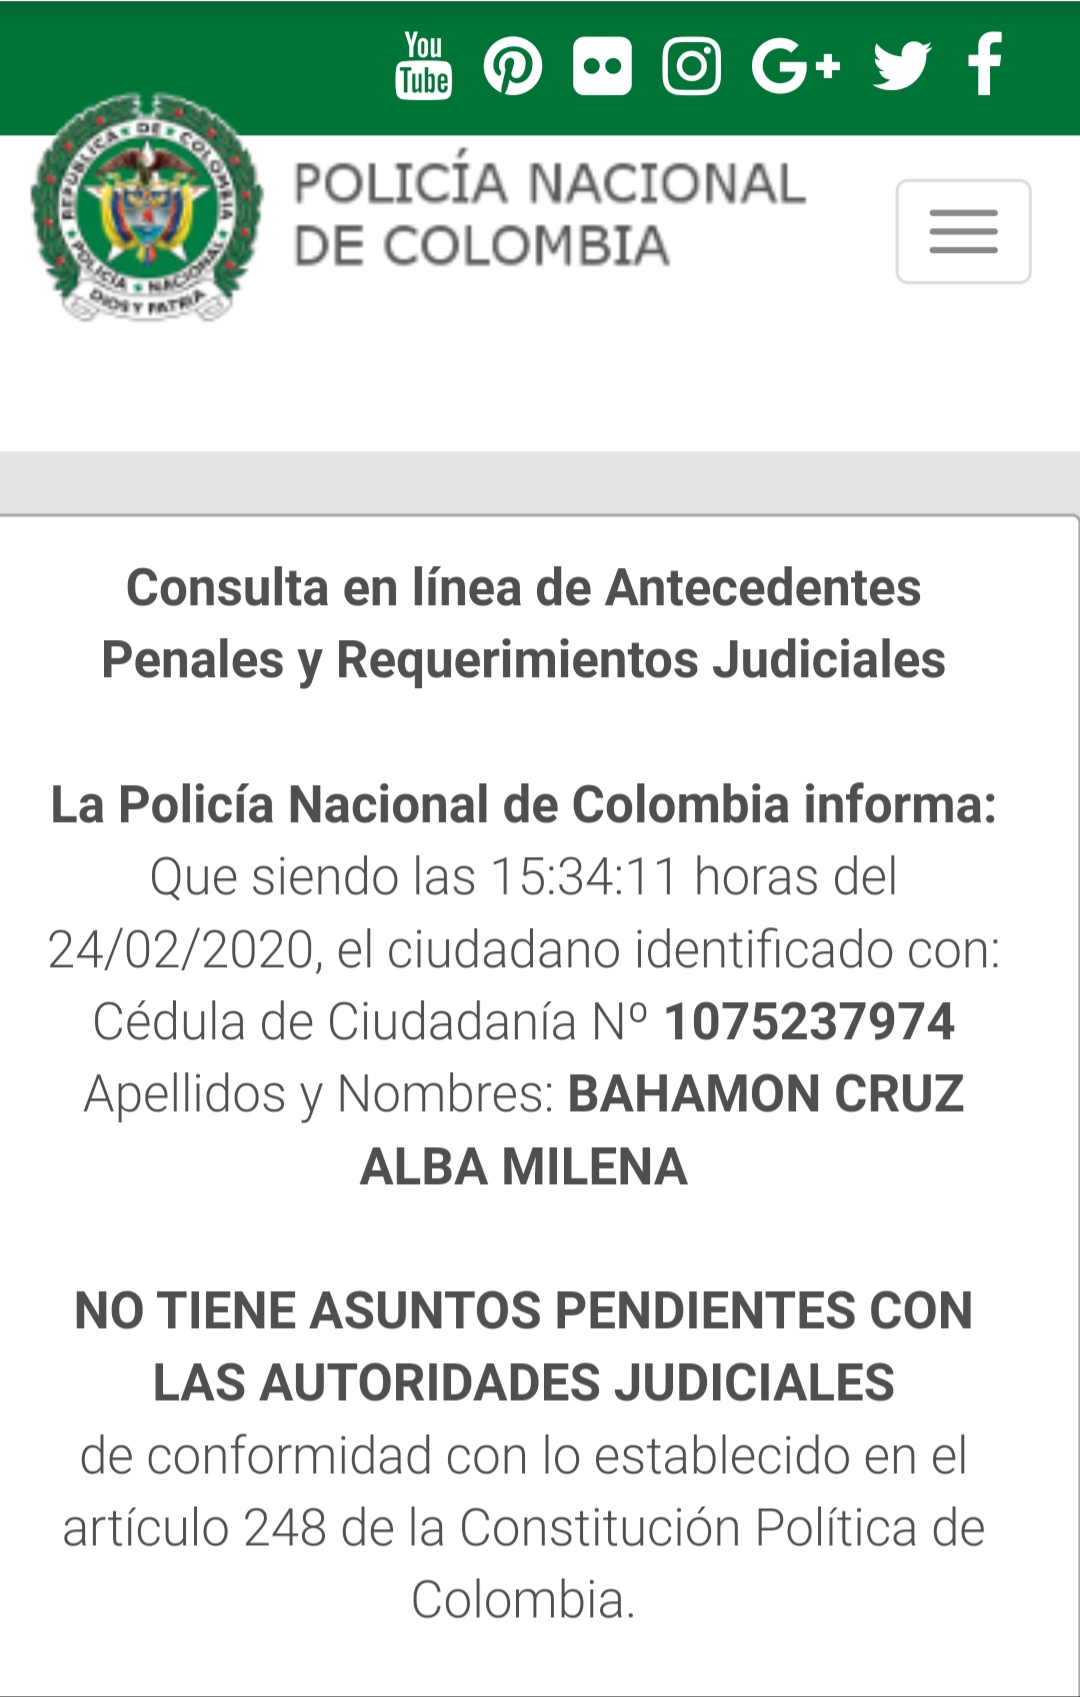 You
Tube
REPÚBLICA DE COLOMBIA
POLICÍA NACIONAL
DIOS Y PATRIA
POLICÍA NACIONAL
DE COLOMBIA
Consulta en línea de Antecedentes
Penales y Requerimientos Judiciales
La Policía Nacional de Colombia informa:
Que siendo las 15:34:11 horas del
24/02/2020, el ciudadano identificado con:
Cédula de Ciudadanía Nº 1075237974
Apellidos y Nombres: BAHAMON CRUZ
ALBA MILENA
NO TIENE ASUNTOS PENDIENTES CON
LAS AUTORIDADES JUDICIALES
de conformidad con lo establecido en el
artículo 248 de la Constitución Política de
Colombia.